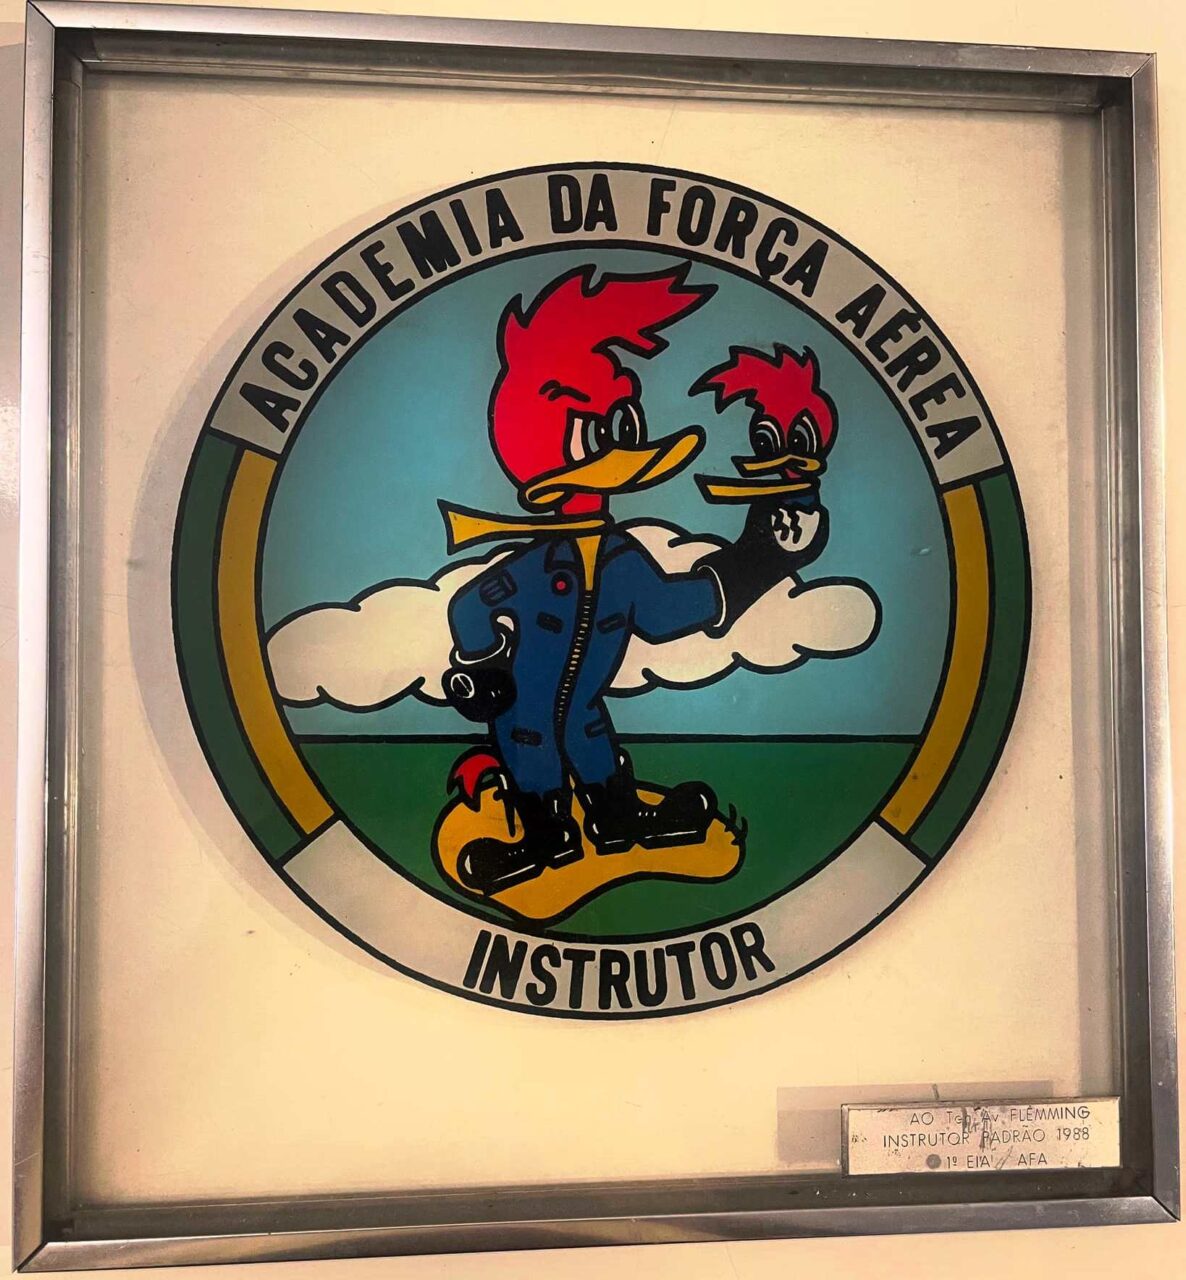 ACADEMIA DA FORÇA AÉREA
INSTRUTOR
AO Ten Av. FLEMMING
INSTRUTOR PADRÃO 1988
1º EIA / AFA